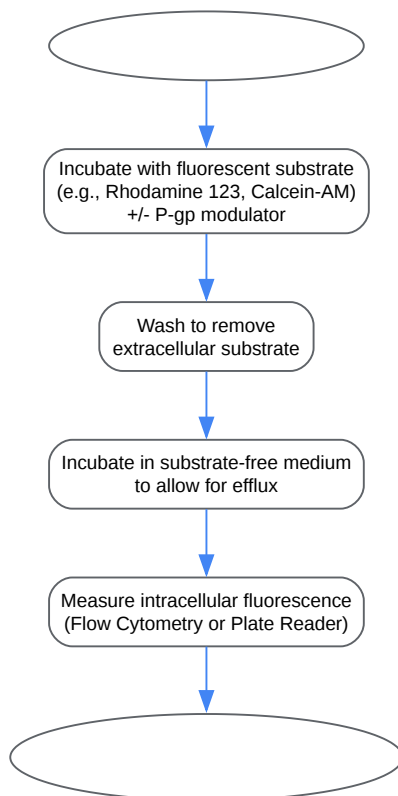 Incubate with fluorescent substrate
(e.g., Rhodamine 123, Calcein-AM)
+/- P-gp modulator
Wash to remove
extracellular substrate
Incubate in substrate-free medium
to allow for efflux
Measure intracellular fluorescence
(Flow Cytometry or Plate Reader)